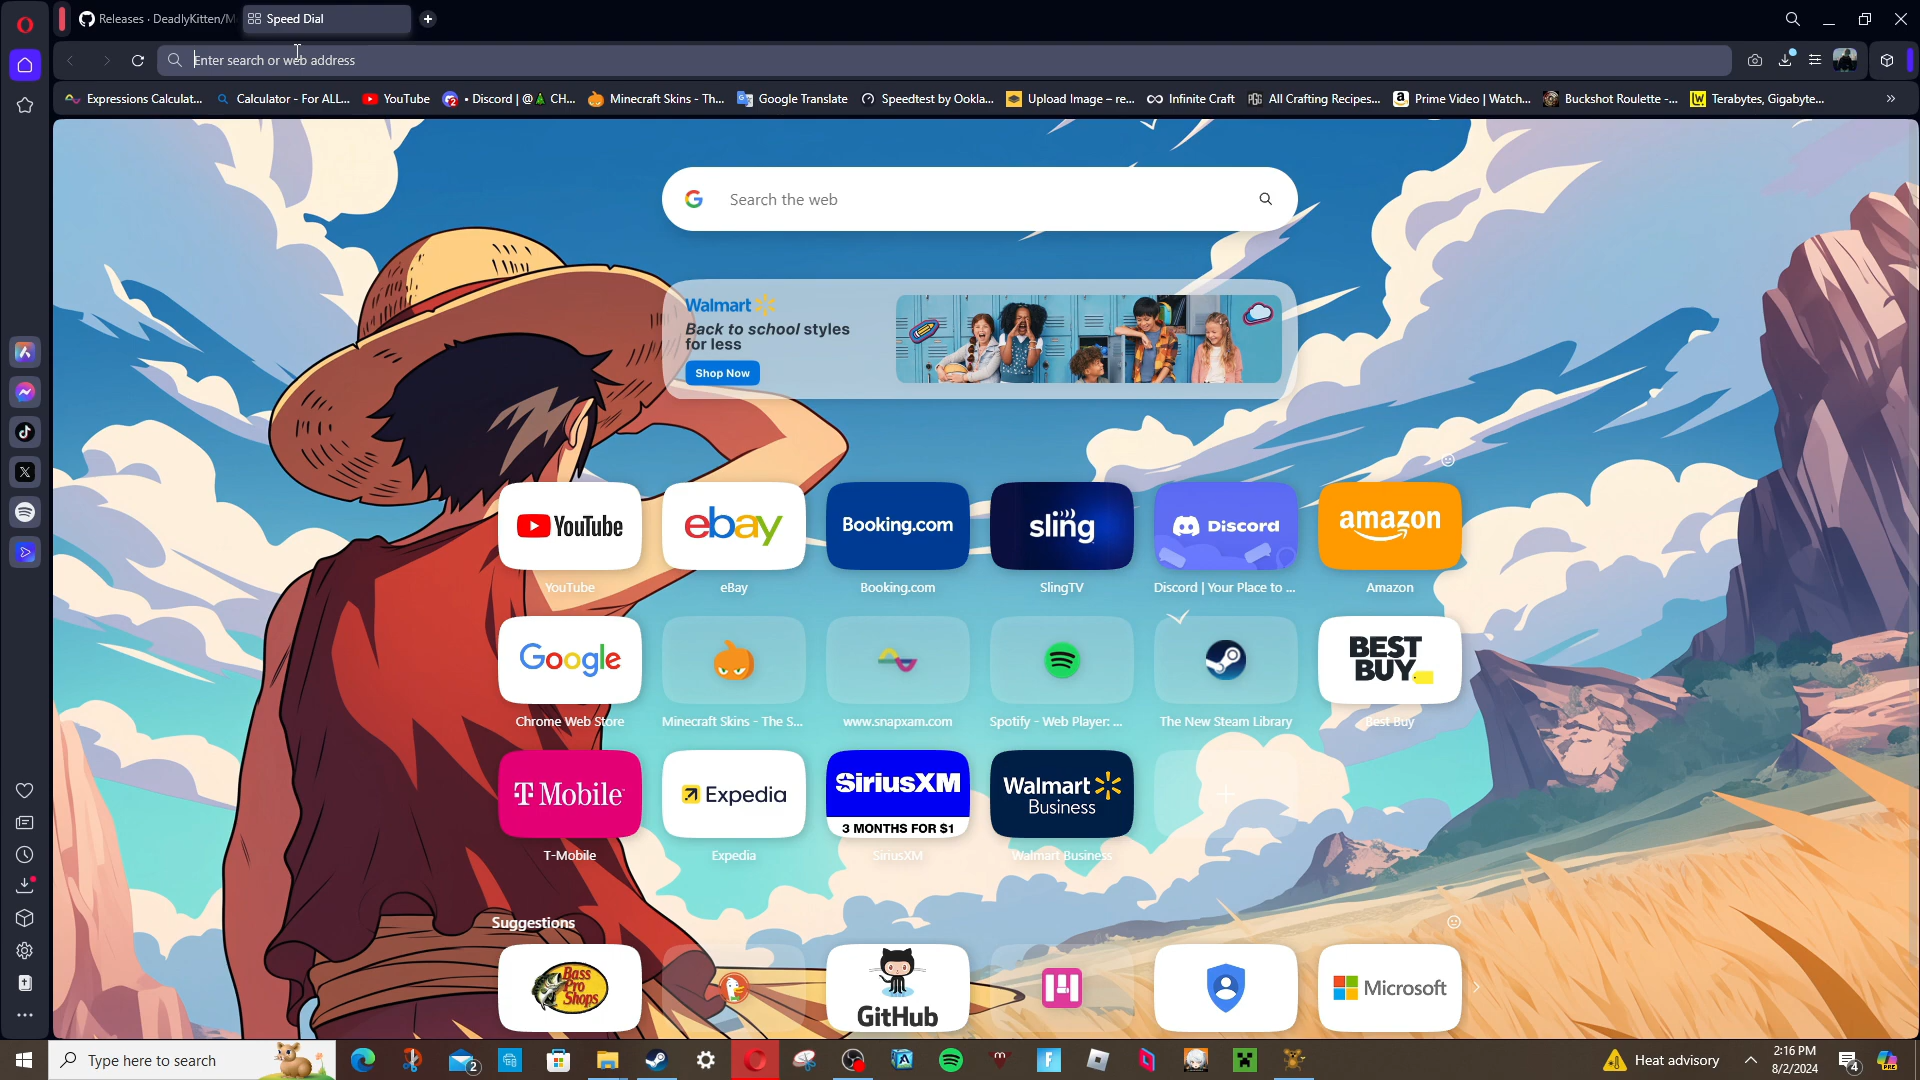 Releases · DeadlyKitten/M
Speed Dial
Enter search or web address
Expressions Calculat...
Calculator - For ALL...
YouTube
• Discord | @🎄 CH...
Minecraft Skins - Th...
Google Translate
Speedtest by Ookla...
Upload Image – re...
Infinite Craft
All Crafting Recipes,...
Prime Video | Watch...
Buckshot Roulette -...
Terabytes, Gigabyte...
Search the web
Walmart
Back to school styles
for less
Shop Now
YouTube
ebay
Booking.com
sling
Discord
amazon
YouTube
eBay
Booking.com
SlingTV
Discord | Your Place to ...
Amazon
Google
BEST
BUY
Chrome Web Store
Minecraft Skins - The S...
www.snapxam.com
Spotify - Web Player: ...
The New Steam Library
Best Buy
T Mobile
Expedia
SiriusXM
3 MONTHS FOR $1
Walmart
Business
T-Mobile
Expedia
SiriusXM
Walmart Business
Suggestions
Bass
Pro
Shops
GitHub
Microsoft
Type here to search
2
Heat advisory
2:16 PM
8/2/2024
4
PRE